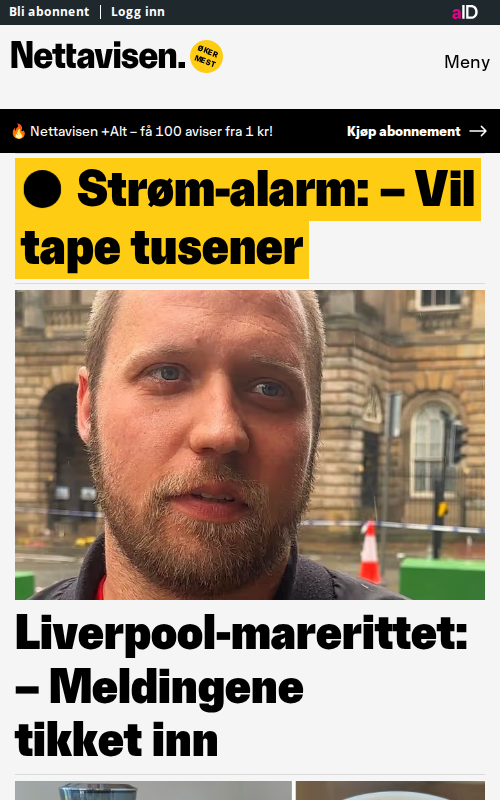 Bli abonnent | Logg inn
aID
Nettavisen.
ØKER
MEST
Meny
🔥 Nettavisen +Alt – få 100 aviser fra 1 kr!
Kjøp abonnement →
● Strøm-alarm: – Vil
tape tusener
Liverpool-marerittet:
– Meldingene
tikket inn